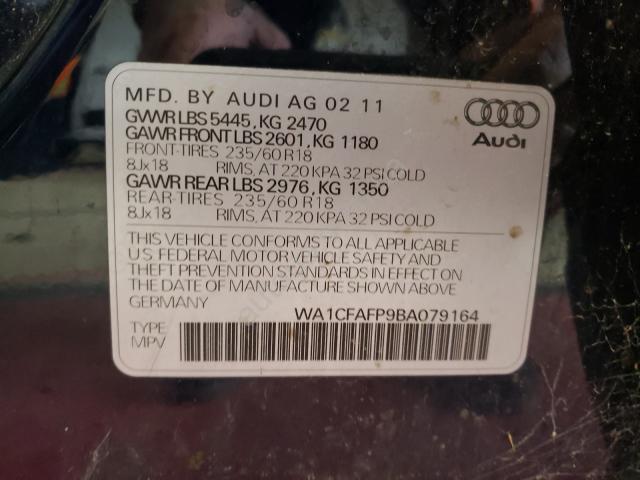 MFD. BY AUDI AG 02 11
GVWR LBS 5445, KG 2470
GAWR FRONT LBS 2601, KG 1180
FRONT-TIRES 235/60 R18
8Jx18 RIMS, AT 220 KPA 32 PSI COLD
GAWR REAR LBS 2976, KG 1350
REAR-TIRES 235/60 R18
8Jx18 RIMS, AT 220 KPA 32 PSI COLD
Audi
THIS VEHICLE CONFORMS TO ALL APPLICABLE
U.S. FEDERAL MOTOR VEHICLE SAFETY AND
THEFT PREVENTION STANDARDS IN EFFECT ON
THE DATE OF MANUFACTURE SHOWN ABOVE
GERMANY WA1CFAFP9BA079164
TYPE
MPV